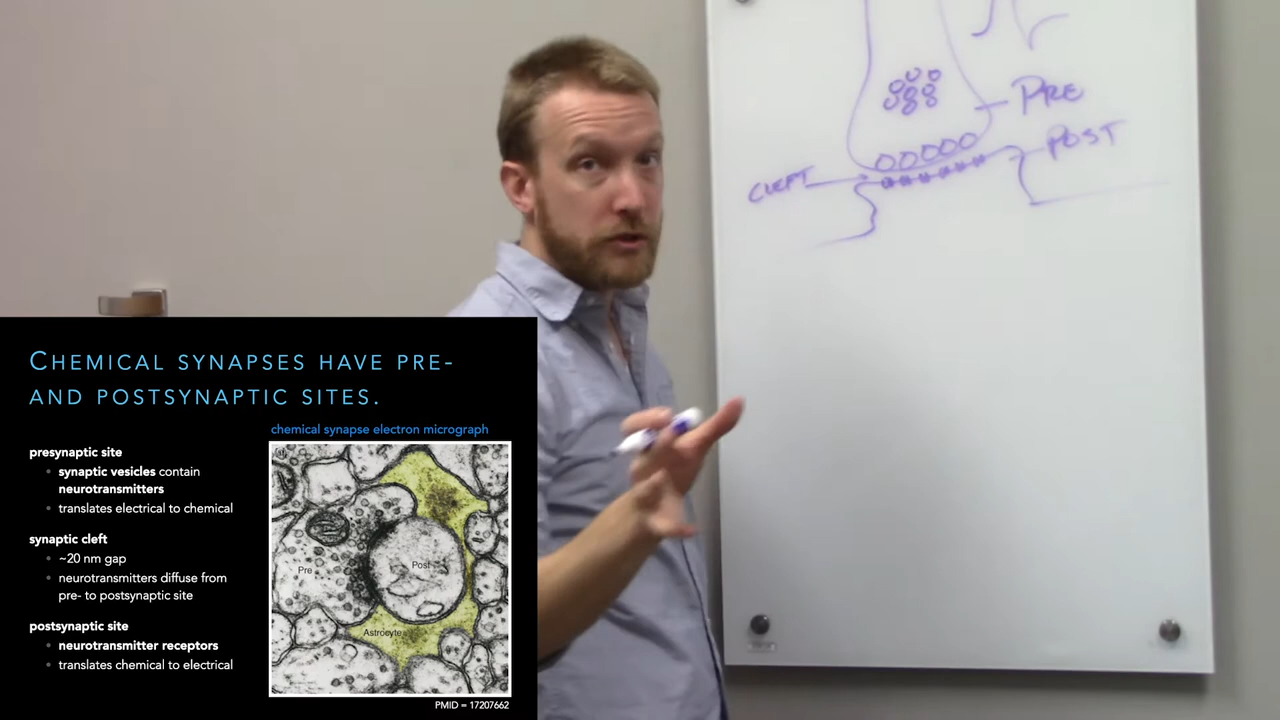 PRE
POST
CLEFT
CHEMICAL SYNAPSES HAVE PRE-
AND POSTSYNAPTIC SITES.
chemical synapse electron micrograph
presynaptic site
synaptic vesicles contain
neurotransmitters
translates electrical to chemical
synaptic cleft
~20 nm gap
neurotransmitters diffuse from
pre- to postsynaptic site
postsynaptic site
neurotransmitter receptors
translates chemical to electrical
Pre
Post
Astrocyte
PMID = 17207662